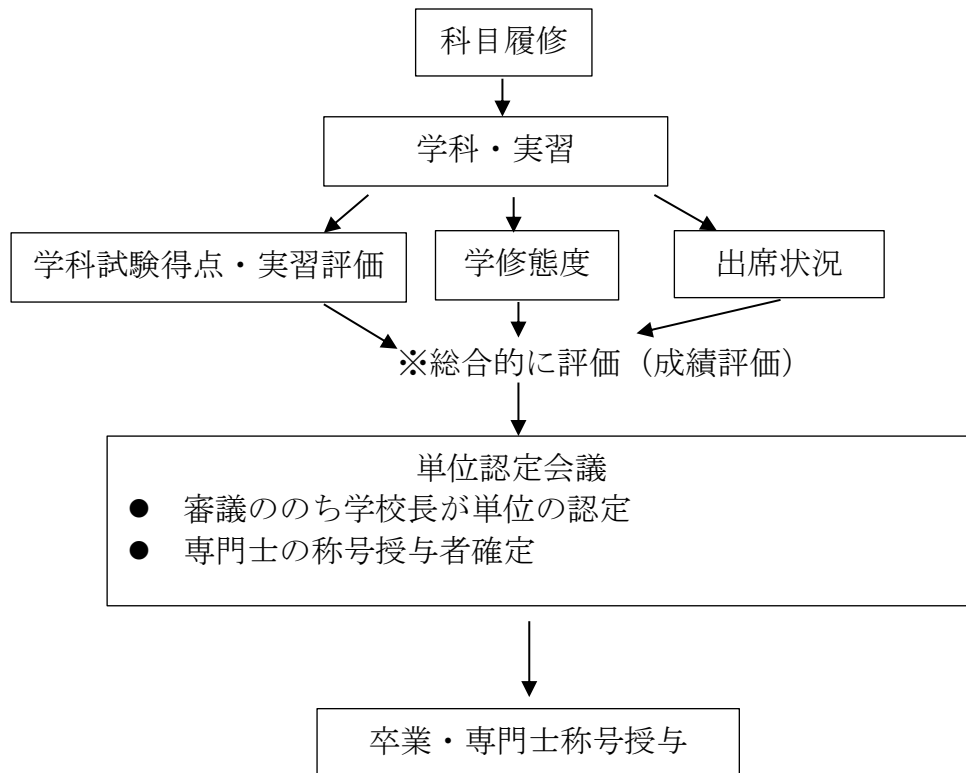 科目履修
学科・実習
学科試験得点・実習評価
学修態度
出席状況
※総合的に評価（成績評価）
単位認定会議
● 審議ののち学校長が単位の認定
● 専門士の称号授与者確定
卒業・専門士称号授与